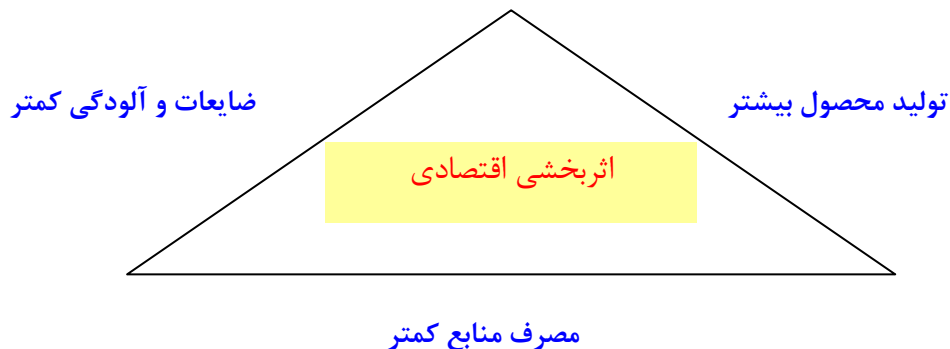 تولید محصول بیشتر
ضایعات و آلودگی کمتر
اثربخشی اقتصادی
مصرف منابع کمتر